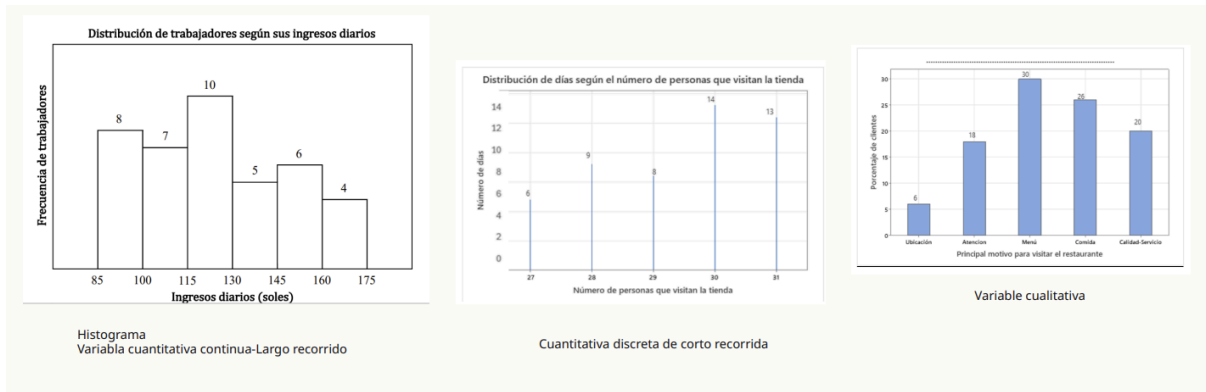 Distribución de trabajadores según sus ingresos diarios
Frecuencia de trabajadores
8
7
10
5
6
4
85 100 115 130 145 160 175
Ingresos diarios (soles)
Histograma
Variabla cuantitativa continua-Largo recorrido
Distribución de días según el número de personas que visitan la tienda
Número de días
14
12
10
8
6
4
2
0
6
9
8
14
13
27 28 29 30 31
Número de personas que visitan la tienda
Cuantitativa discreta de corto recorrida
Porcentaje de clientes
30
25
20
15
10
5
0
6
18
30
26
20
Ubicación Atencion Menú Comida Calidad-Servicio
Principal motivo para visitar el restaurante
Variable cualitativa